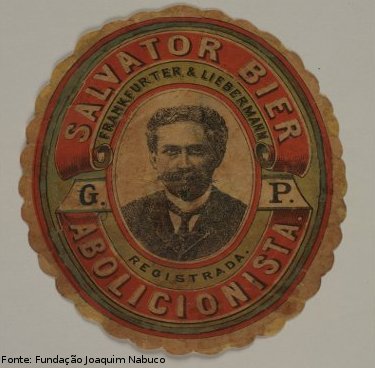 SALVATOR BIER
FRANKFURTER & LIEBERMANN
G. P.
REGISTRADA.
ABOLICIONISTA.
Fonte: Fundação Joaquim Nabuco